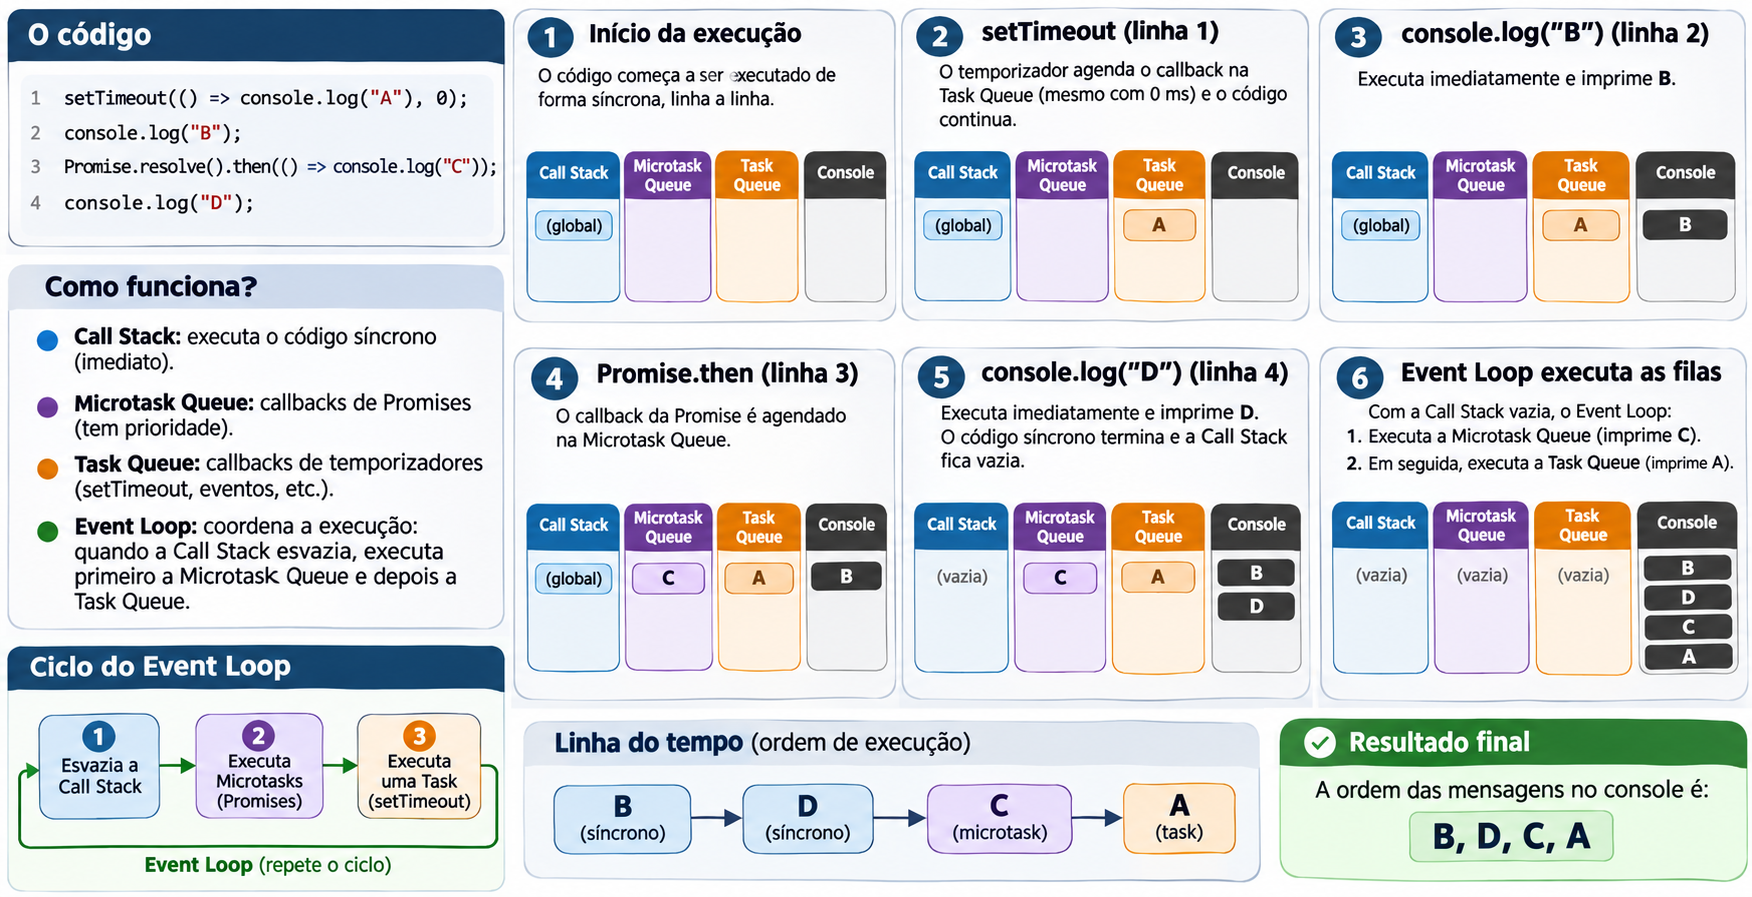 O código
1 setTimeout(() => console.log("A"), 0);
2 console.log("B");
3 Promise.resolve().then(() => console.log("C"));
4 console.log("D");
Como funciona?
Call Stack: executa o código síncrono
(imediato).
Microtask Queue: callbacks de Promises
(tem prioridade).
Task Queue: callbacks de temporizadores
(setTimeout, eventos, etc.).
Event Loop: coordena a execução:
quando a Call Stack esvazia, executa
primeiro a Microtask Queue e depois a
Task Queue.
Ciclo do Event Loop
1
Esvazia a
Call Stack
2
Executa
Microtasks
(Promises)
3
Executa
uma Task
(setTimeout)
Event Loop (repete o ciclo)
1 Início da execução
O código começa a ser executado de
forma síncrona, linha a linha.
Call Stack
Microtask
Queue
Task
Queue
Console
(global)
2 setTimeout (linha 1)
O temporizador agenda o callback na
Task Queue (mesmo com 0 ms) e o código
continua.
Call Stack
Microtask
Queue
Task
Queue
Console
(global)
A
3 console.log("B") (linha 2)
Executa imediatamente e imprime B.
Call Stack
Microtask
Queue
Task
Queue
Console
(global)
A
B
4 Promise.then (linha 3)
O callback da Promise é agendado
na Microtask Queue.
Call Stack
Microtask
Queue
Task
Queue
Console
(global)
C
A
B
5 console.log("D") (linha 4)
Executa imediatamente e imprime D.
O código síncrono termina e a Call Stack
fica vazia.
Call Stack
Microtask
Queue
Task
Queue
Console
(vazia)
C
A
B
D
6 Event Loop executa as filas
Com a Call Stack vazia, o Event Loop:
1. Executa a Microtask Queue (imprime C).
2. Em seguida, executa a Task Queue (imprime A).
Call Stack
Microtask
Queue
Task
Queue
Console
(vazia)
(vazia)
(vazia)
B
D
C
A
Linha do tempo (ordem de execução)
B
(síncrono)
D
(síncrono)
C
(microtask)
A
(task)
Resultado final
A ordem das mensagens no console é:
B, D, C, A